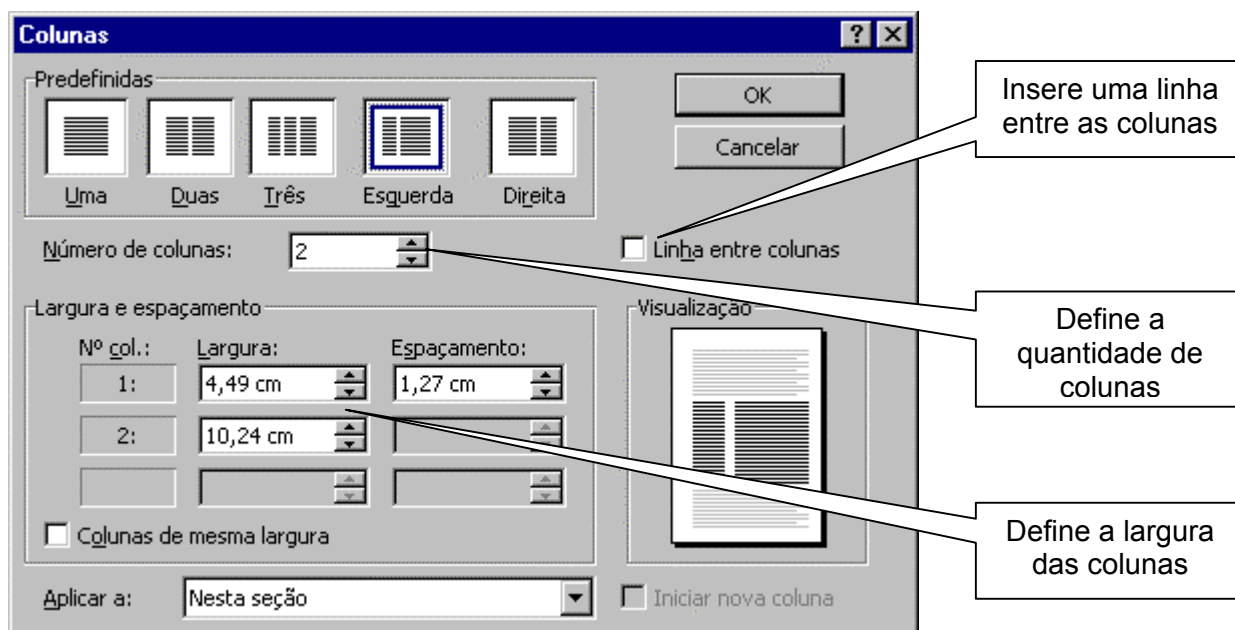 Colunas
Predefinidas
Uma
Duas
Três
Esquerda
Direita
OK
Cancelar
Número de colunas:
2
Linha entre colunas
Largura e espaçamento
Nº col.:
Largura:
Espaçamento:
1:
4,49 cm
1,27 cm
2:
10,24 cm
Colunas de mesma largura
Visualização
Aplicar a:
Nesta seção
Iniciar nova coluna
Insere uma linha
entre as colunas
Define a
quantidade de
colunas
Define a largura
das colunas